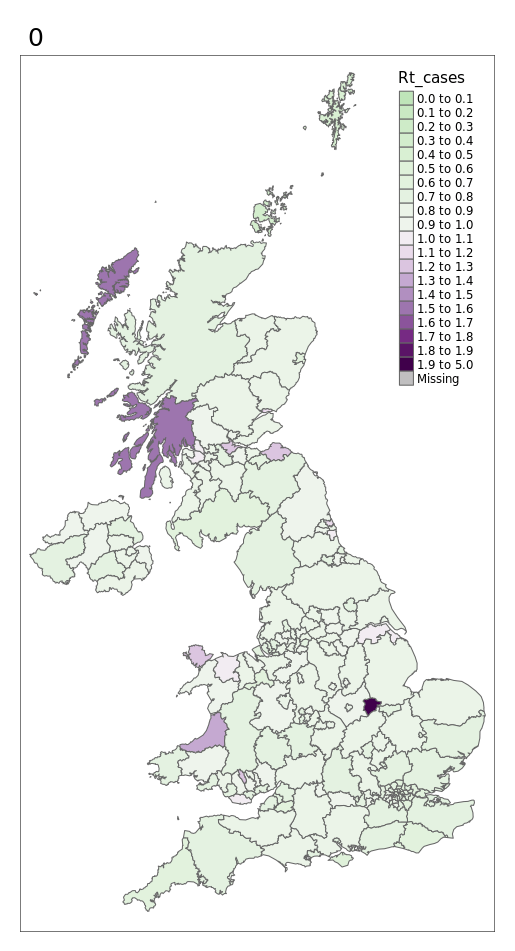 0
Rt_cases
0.0 to 0.1
0.1 to 0.2
0.2 to 0.3
0.3 to 0.4
0.4 to 0.5
0.5 to 0.6
0.6 to 0.7
0.7 to 0.8
0.8 to 0.9
0.9 to 1.0
1.0 to 1.1
1.1 to 1.2
1.2 to 1.3
1.3 to 1.4
1.4 to 1.5
1.5 to 1.6
1.6 to 1.7
1.7 to 1.8
1.8 to 1.9
1.9 to 5.0
Missing